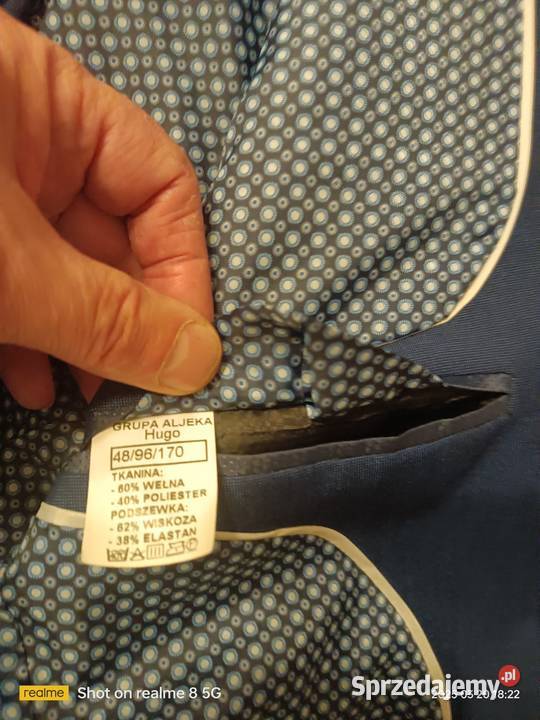 GRUPA ALJEKA
Hugo
48/96/170
TKANINA:
- 60% WEŁNA
- 40% POLIESTER
PODSZEWKA:
- 62% WISKOZA
- 38% ELASTAN
realme Shot on realme 8 5G
Sprzedajemy.pl